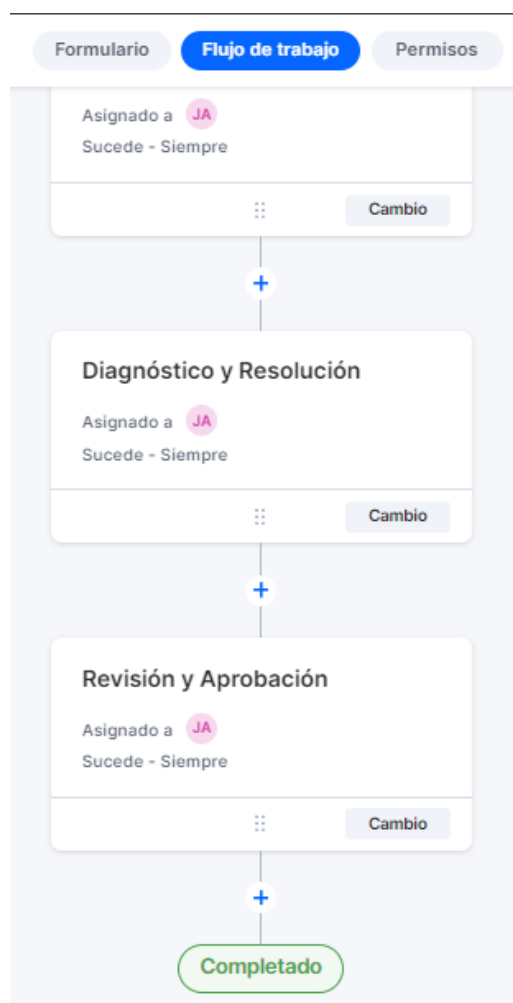 Formulario Flujo de trabajo Permisos
Asignado a JA
Sucede - Siempre
Cambio
+
Diagnóstico y Resolución
Asignado a JA
Sucede - Siempre
Cambio
+
Revisión y Aprobación
Asignado a JA
Sucede - Siempre
Cambio
+
Completado